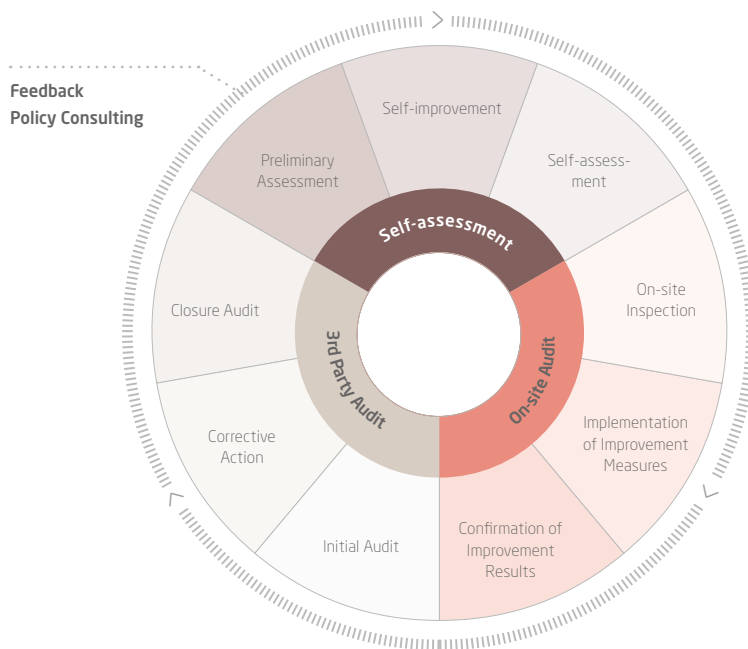 Feedback
Policy Consulting
Self-improvement
Preliminary
Assessment
Self-assess-
ment
Self-assessment
On-site
Inspection
Closure Audit
3rd Party Audit
On-site Audit
Implementation
of Improvement
Measures
Corrective
Action
Initial Audit
Confirmation of
Improvement
Results